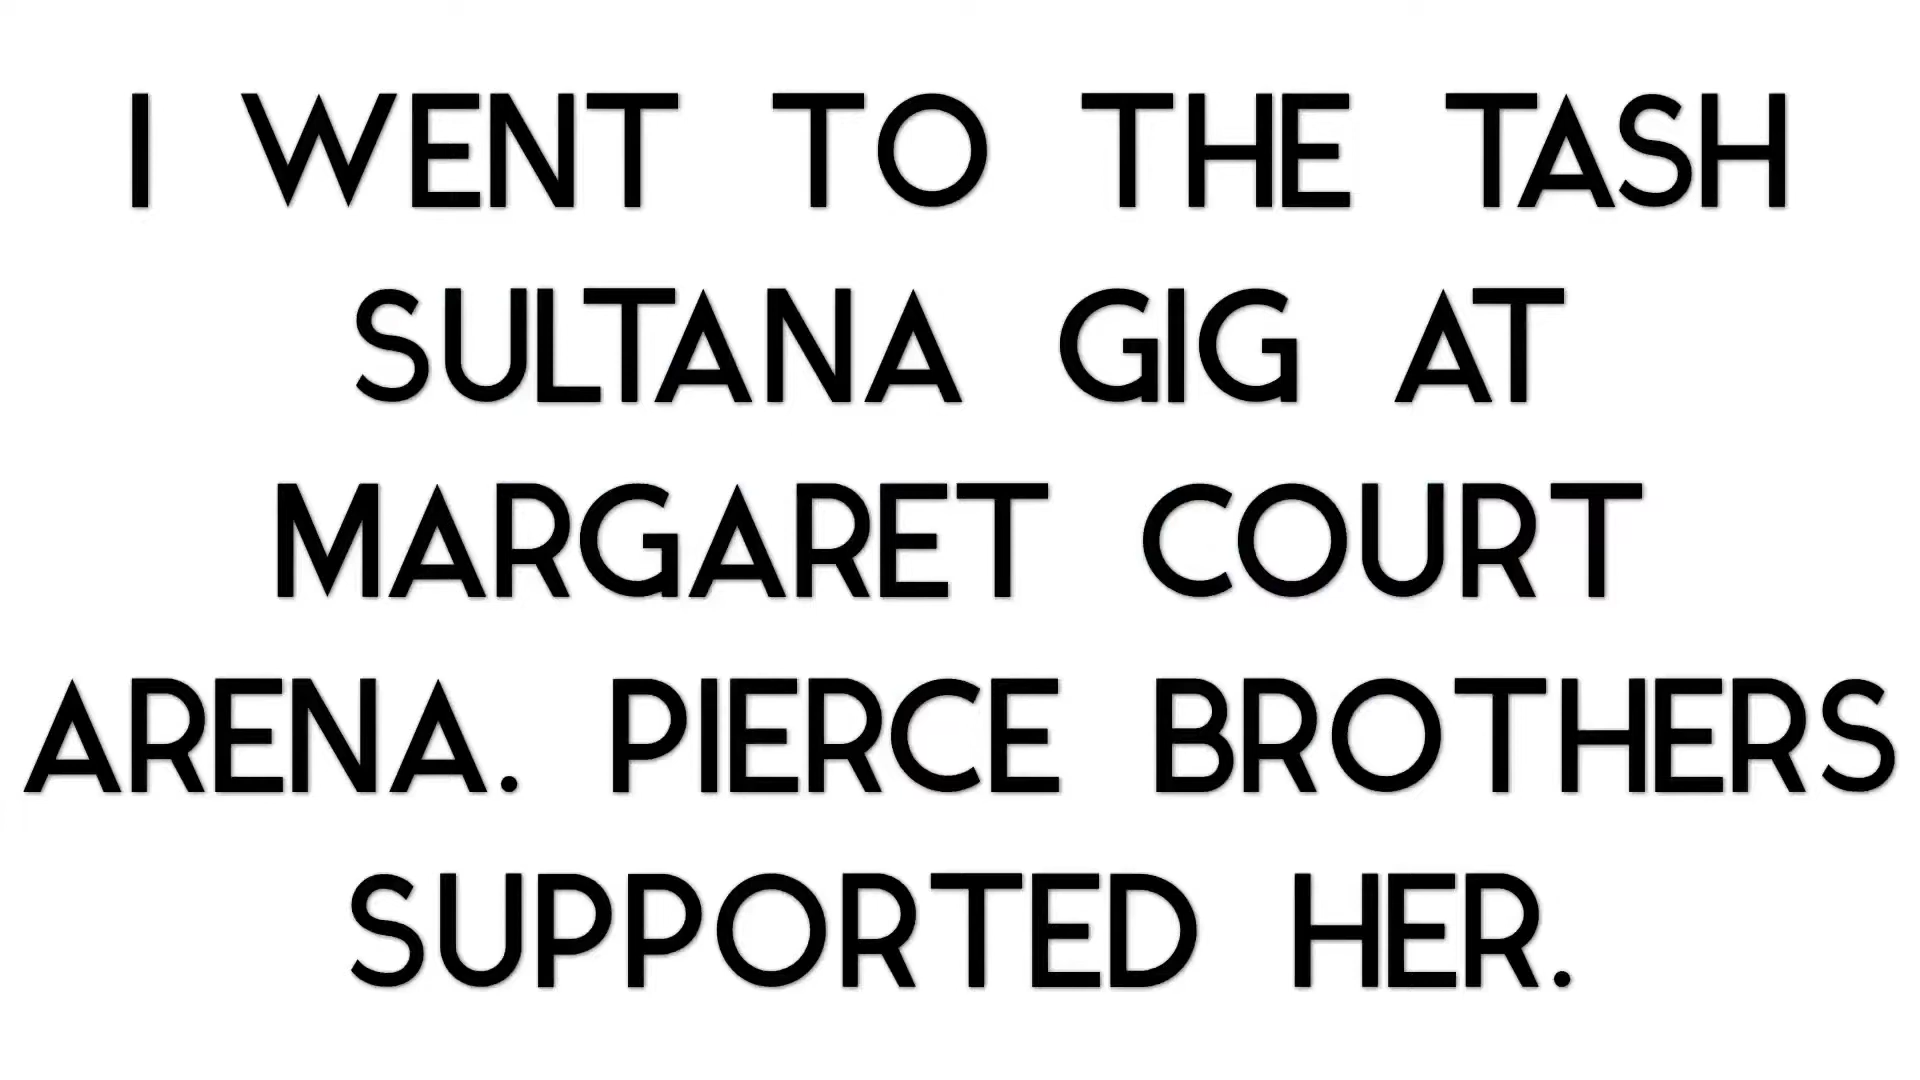 I WENT TO THE TASH
SULTANA GIG AT
MARGARET COURT
ARENA. PIERCE BROTHERS
SUPPORTED HER.